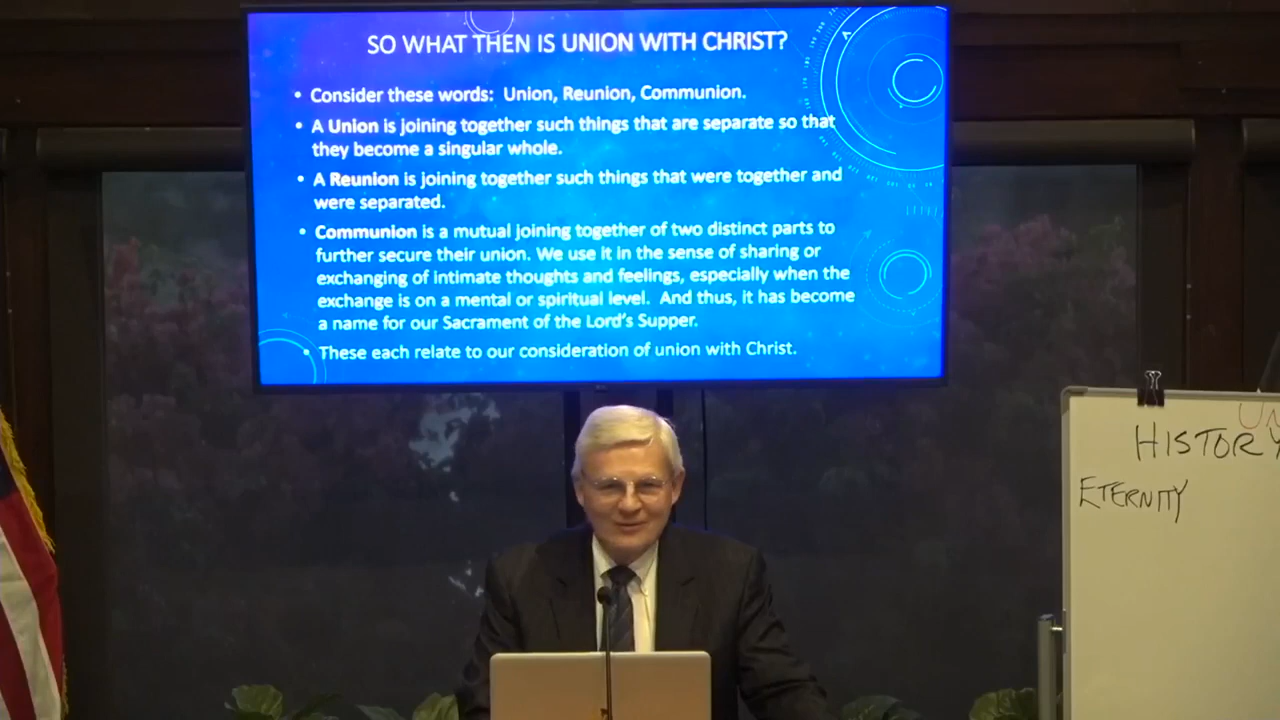 SO WHAT THEN IS UNION WITH CHRIST?
• Consider these words: Union, Reunion, Communion.
• A Union is joining together such things that are separate so that
they become a singular whole.
• A Reunion is joining together such things that were together and
were separated.
• Communion is a mutual joining together of two distinct parts to
further secure their union. We use it in the sense of sharing or
exchanging of intimate thoughts and feelings, especially when the
exchange is on a mental or spiritual level. And thus, it has become
a name for our Sacrament of the Lord's Supper.
• These each relate to our consideration of union with Christ.
UN
HISTORY
ETERNITY